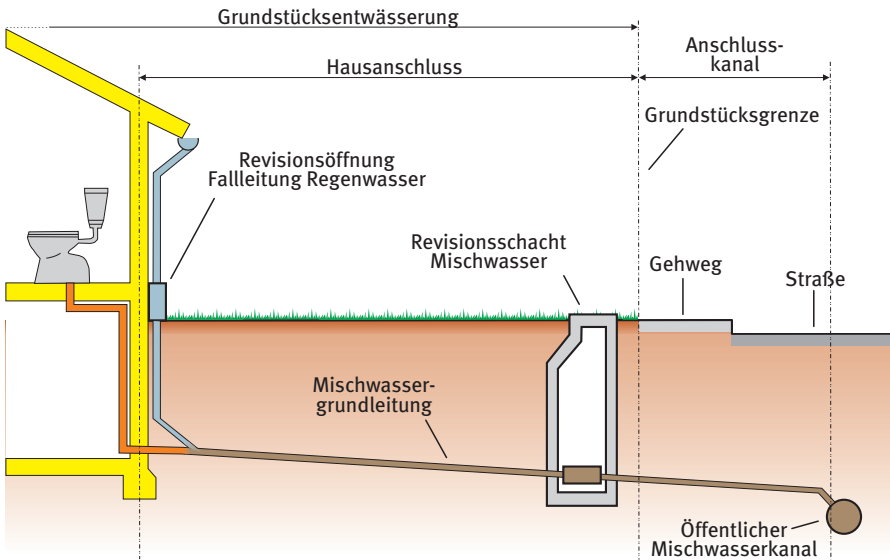 Grundstücksentwässerung
Hausanschluss
Anschluss-
kanal
Grundstücksgrenze
Revisionsöffnung
Fallleitung Regenwasser
Revisionsschacht
Mischwasser
Gehweg
Straße
Mischwasser-
grundleitung
Öffentlicher
Mischwasserkanal